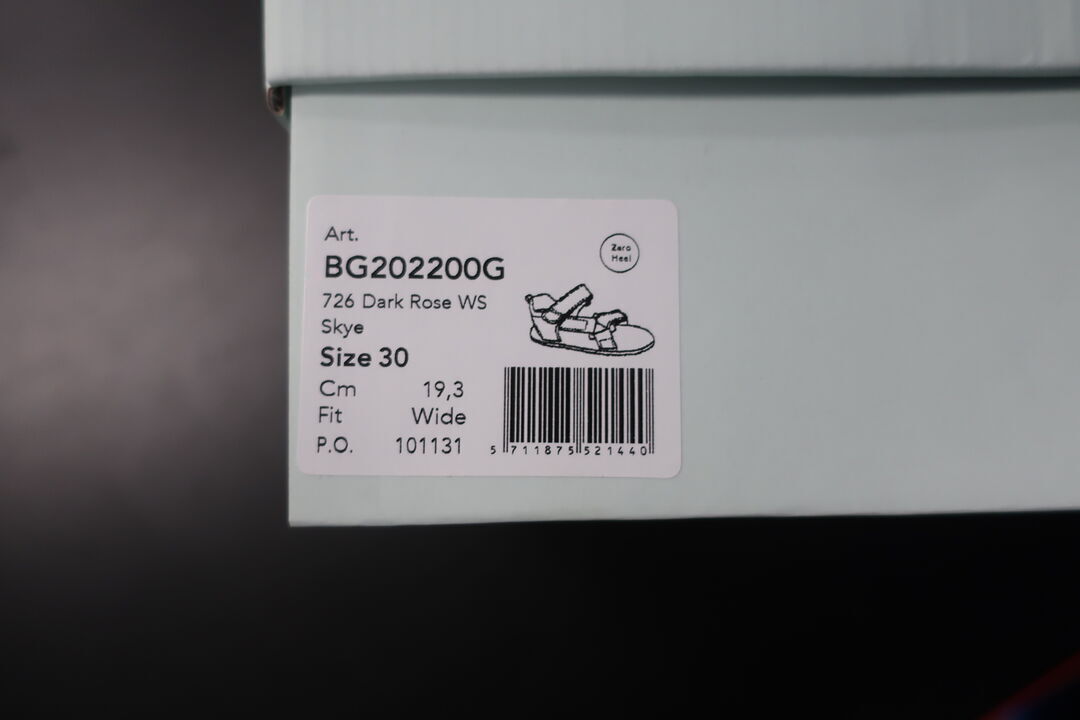 Art.
BG202200G
726 Dark Rose WS
Skye
Size 30
Cm 19,3
Fit Wide
P.O. 101131
Zero
Heel
5 711875 521440